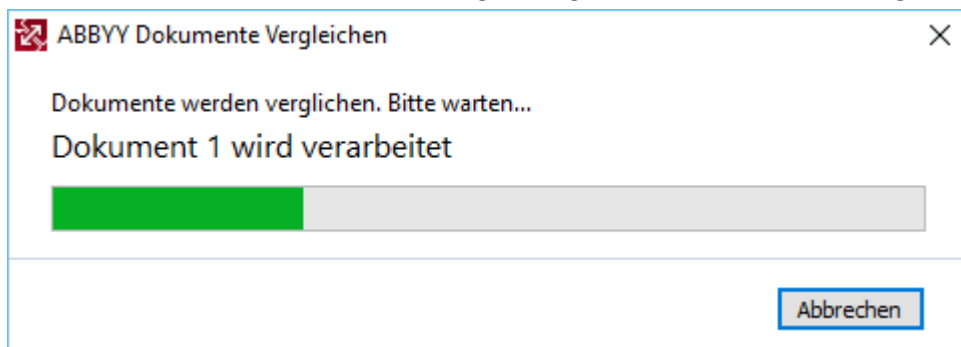 ABBYY Dokumente Vergleichen
Dokumente werden verglichen. Bitte warten...
Dokument 1 wird verarbeitet
Abbrechen